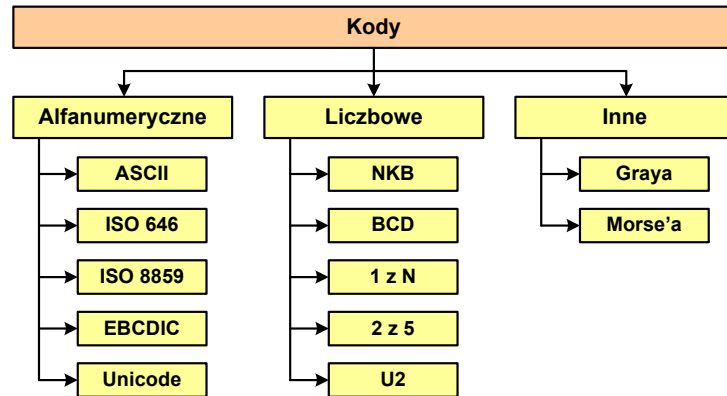 Kody
Alfanumeryczne
ASCII
ISO 646
ISO 8859
EBCDIC
Unicode
Liczbowe
NKB
BCD
1 z N
2 z 5
U2
Inne
Graya
Morse’a